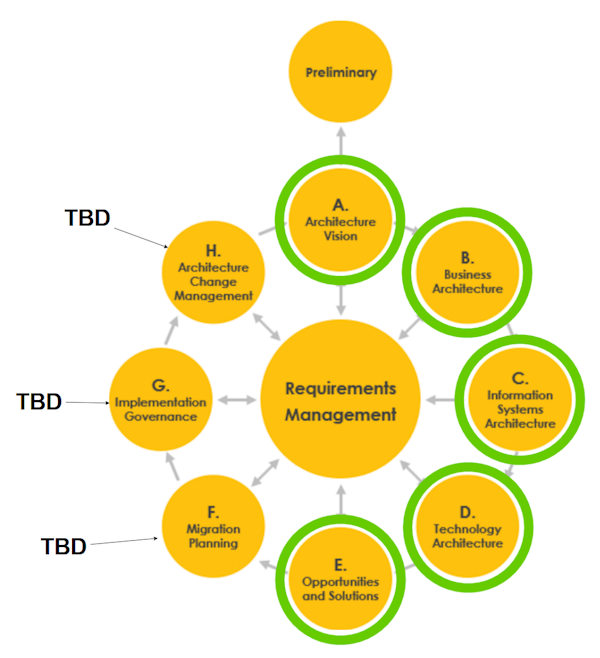 Preliminary
A.
Architecture
Vision
TBD
H.
Architecture
Change
Management
B.
Business
Architecture
TBD
G.
Implementation
Governance
Requirements
Management
C.
Information
Systems
Architecture
TBD
F.
Migration
Planning
D.
Technology
Architecture
E.
Opportunities
and Solutions